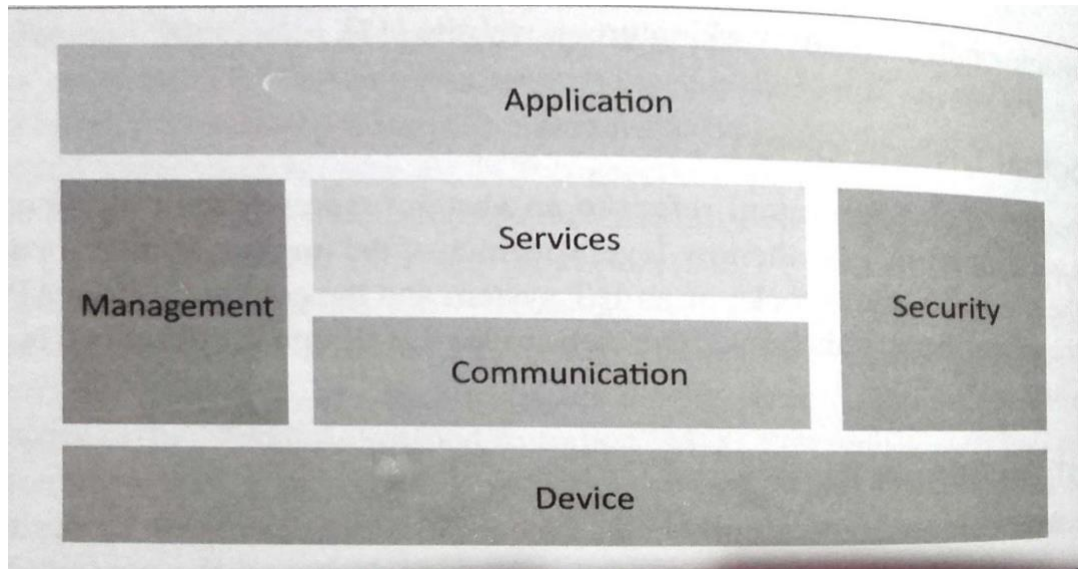 Application
Services
Management
Security
Communication
Device